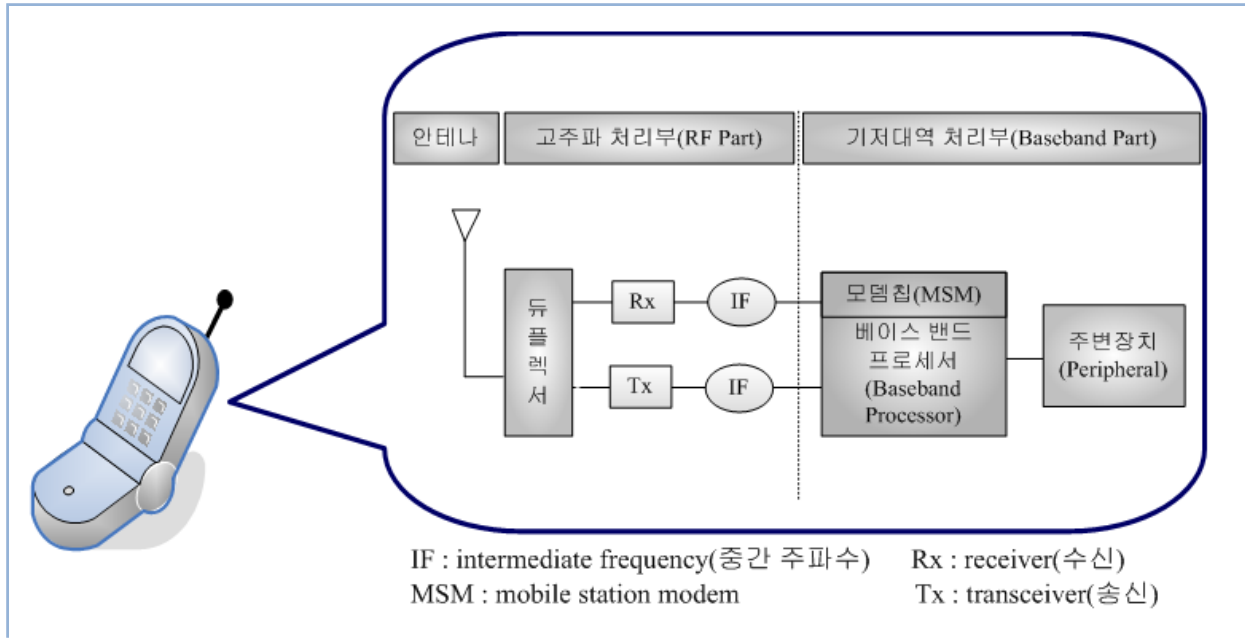 안테나
고주파 처리부(RF Part)
기저대역 처리부(Baseband Part)
듀
플
렉
서
Rx
IF
Tx
IF
모뎀칩(MSM)
베이스 밴드
프로세서
(Baseband
Processor)
주변장치
(Peripheral)
IF : intermediate frequency(중간 주파수)
Rx : receiver(수신)
MSM : mobile station modem
Tx : transceiver(송신)